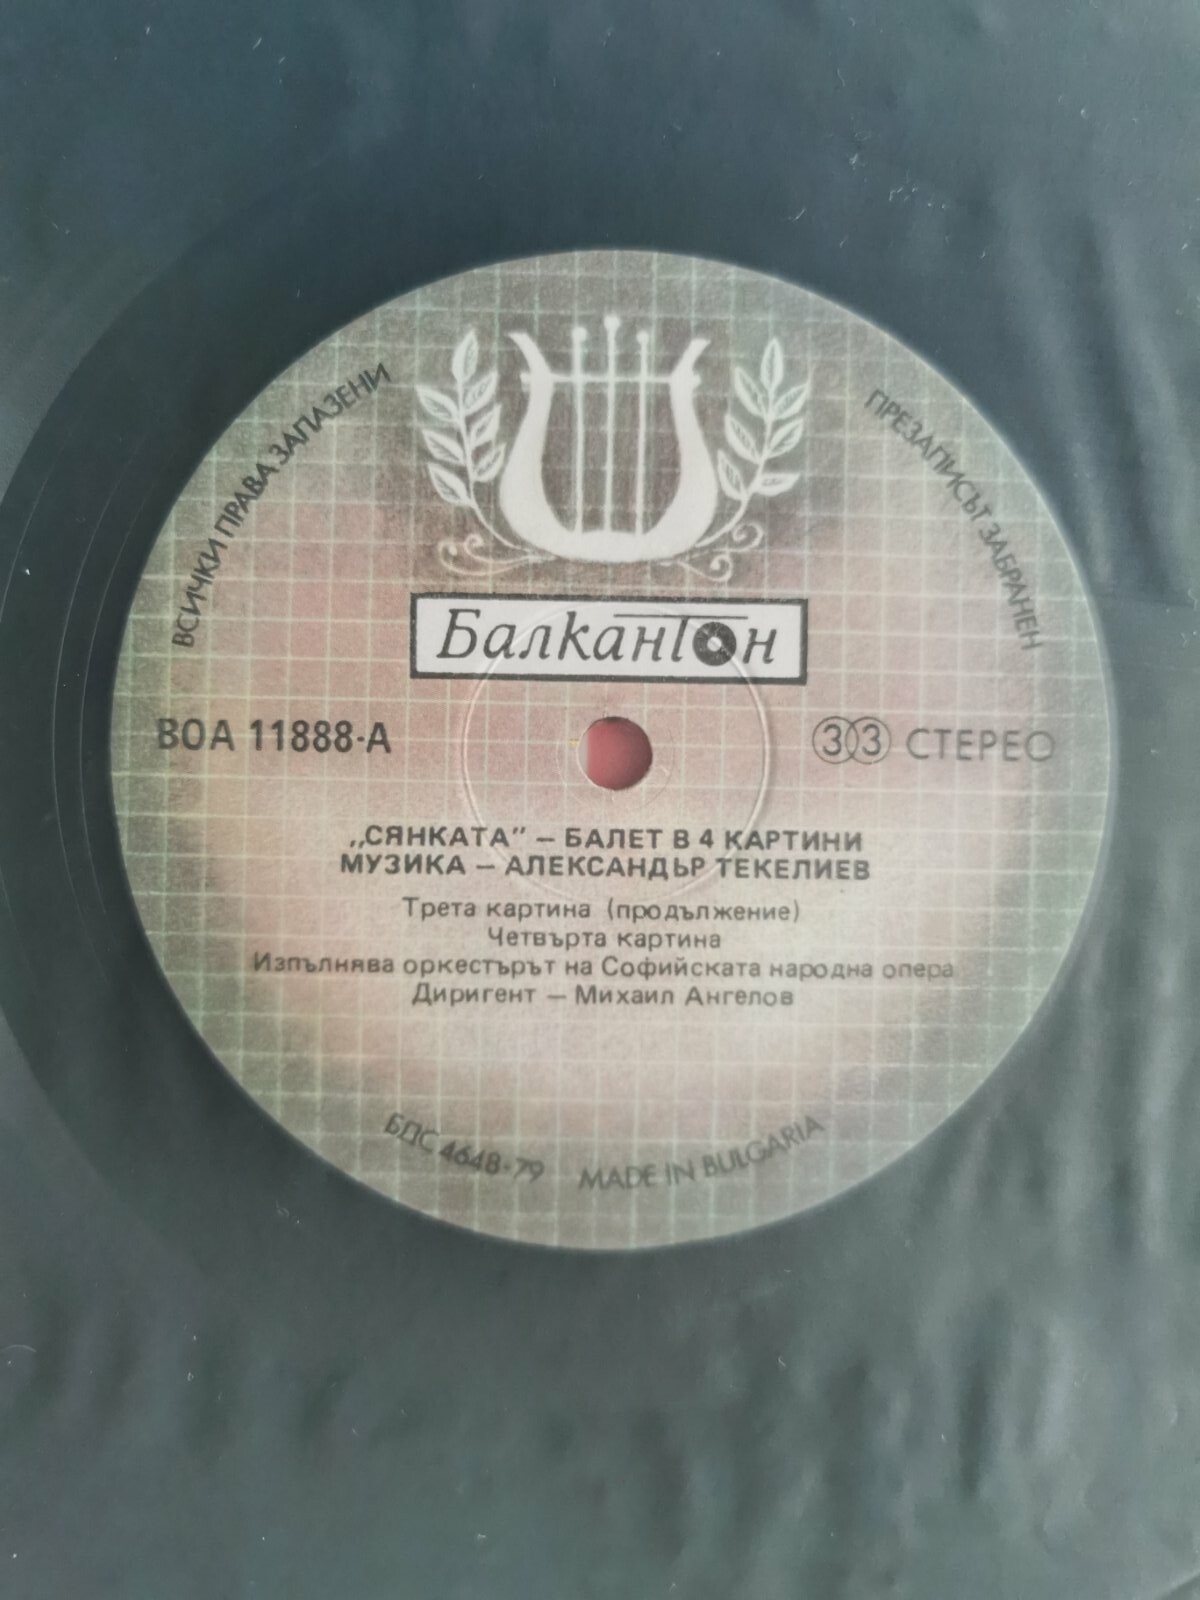 ВСИЧКИ ПРАВА ЗАПАЗЕНИ
ПРЕЗАПИСЪТ ЗАБРАНЕН
Балкантон
ВОА 11888-А
33 СТЕРЕО
„СЯНКАТА” – БАЛЕТ В 4 КАРТИНИ
МУЗИКА – АЛЕКСАНДЪР ТЕКЕЛИЕВ
Трета картина (продължение)
Четвърта картина
Изпълнява оркестърът на Софийската народна опера
Диригент – Михаил Ангелов
БДС 4648-79
MADE IN BULGARIA